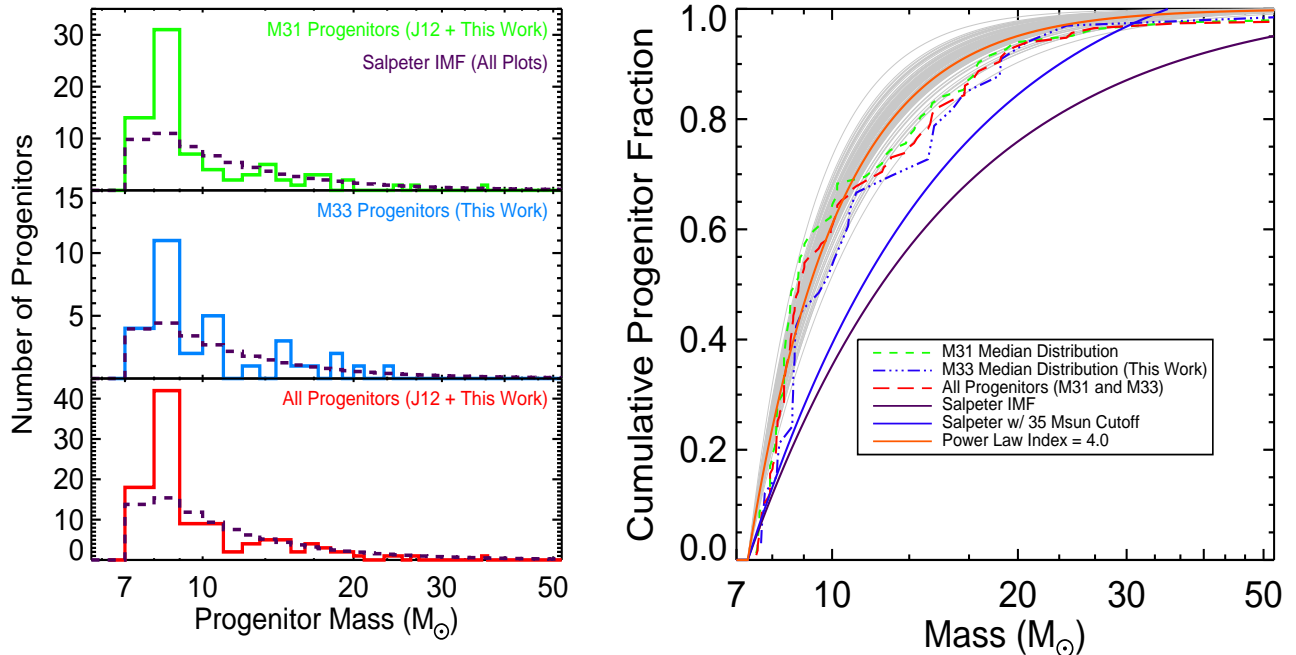 M31 Progenitors (J12 + This Work)
Salpeter IMF (All Plots)
30
20
10
M33 Progenitors (This Work)
15
10
5
All Progenitors (J12 + This Work)
40
30
20
10
0
7
10
20
30
50
Number of Progenitors
Progenitor Mass (M⊙)
1.0
0.8
0.6
0.4
0.2
0.0
7
10
20
30
50
Cumulative Progenitor Fraction
Mass (M⊙)
M31 Median Distribution
M33 Median Distribution (This Work)
All Progenitors (M31 and M33)
Salpeter IMF
Salpeter w/ 35 Msun Cutoff
Power Law Index = 4.0